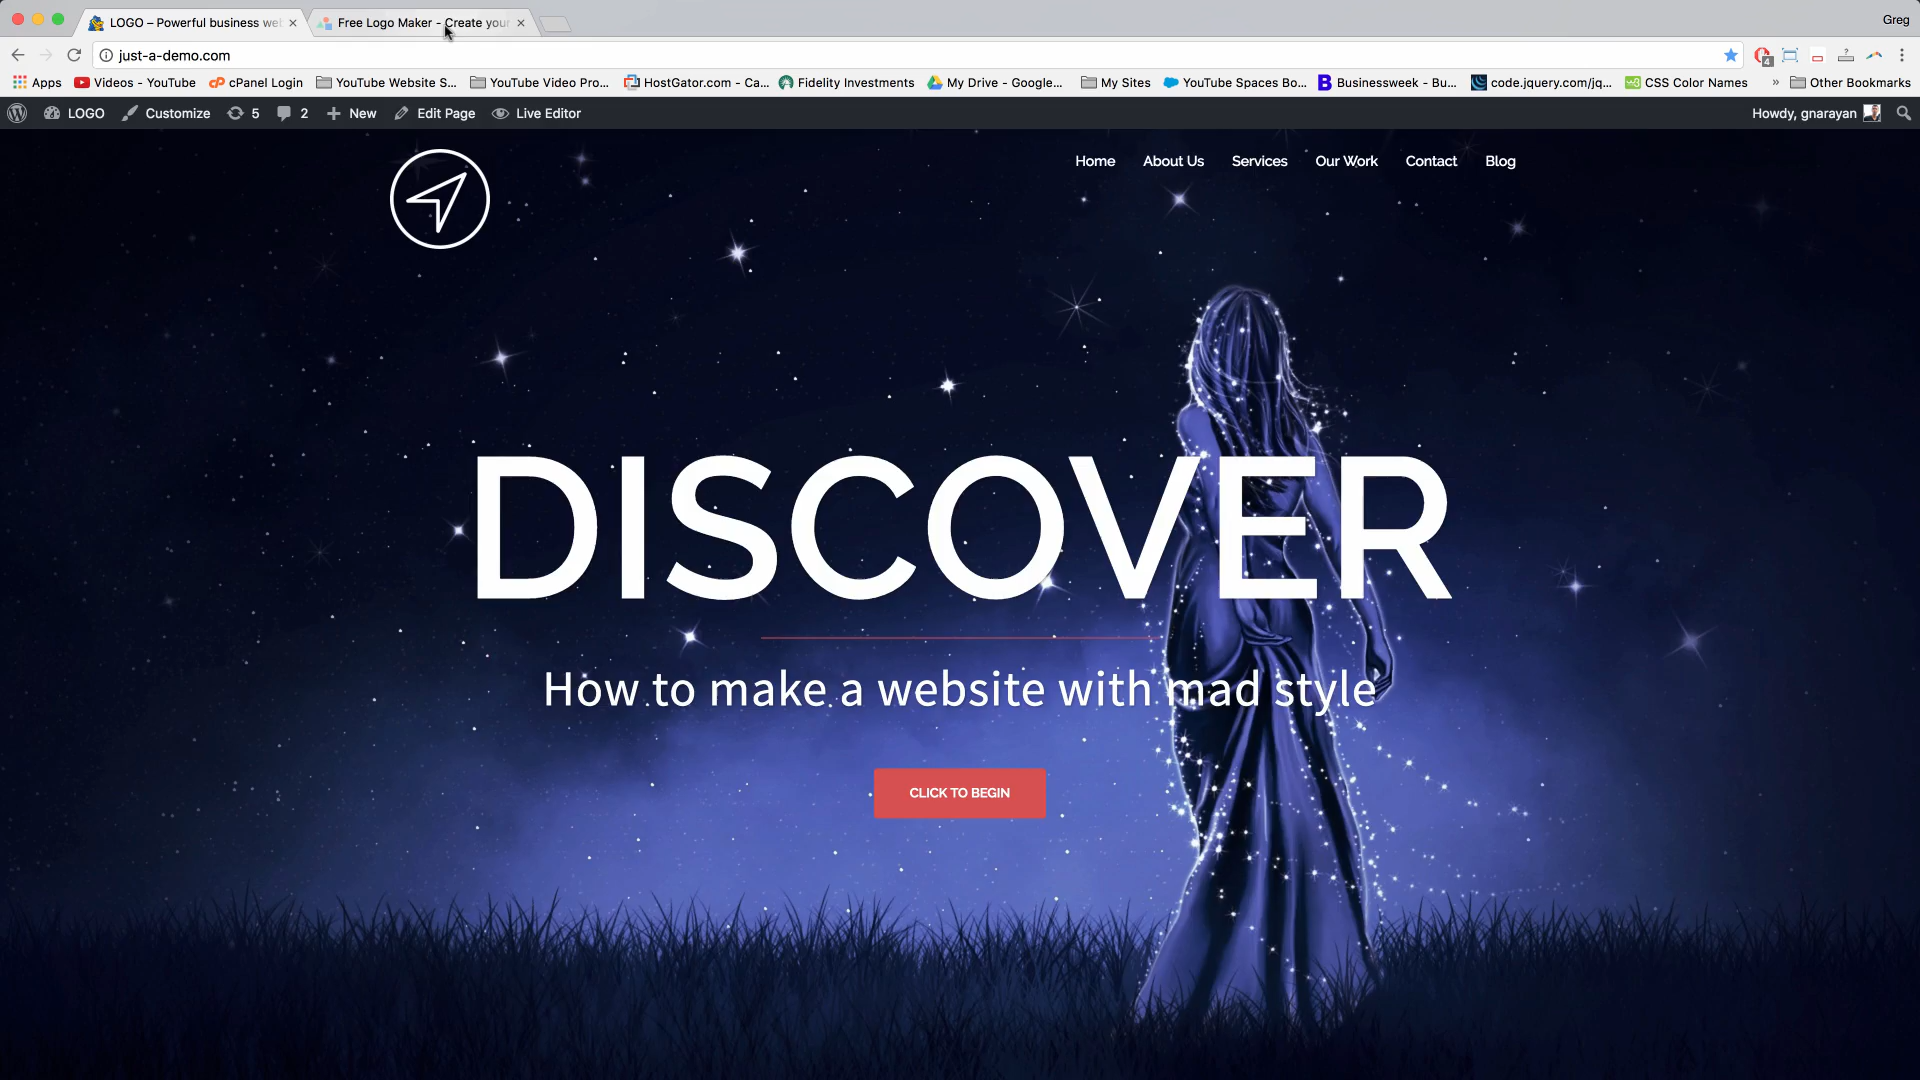 LOGO – Powerful business we
Free Logo Maker - Create your
Greg
just-a-demo.com
4
Apps
Videos - YouTube
cPanel Login
YouTube Website S...
YouTube Video Pro...
HostGator.com - Ca...
Fidelity Investments
My Drive - Google...
My Sites
YouTube Spaces Bo...
Businessweek - Bu...
code.jquery.com/jq...
CSS Color Names
»
Other Bookmarks
LOGO
Customize
5
2
New
Edit Page
Live Editor
Howdy, gnarayan
Home
About Us
Services
Our Work
Contact
Blog
DISCOVER
How to make a website with mad style
CLICK TO BEGIN